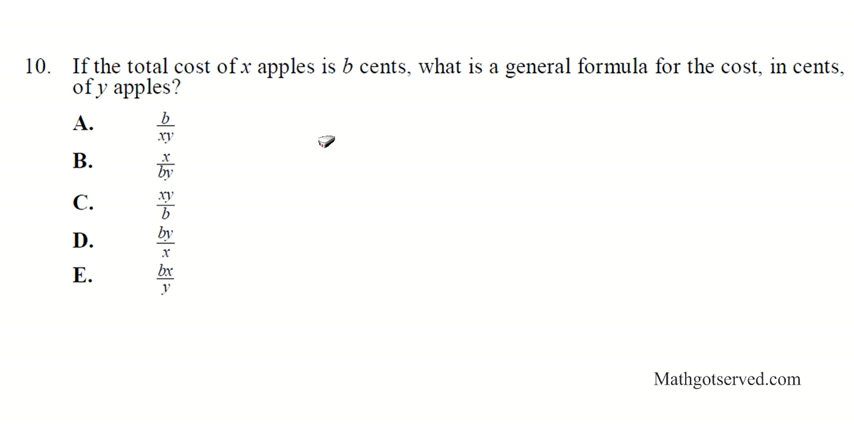 10. If the total cost of x apples is b cents, what is a general formula for the cost, in cents,
of y apples?
A. b/xy
B. x/by
C. xy/b
D. by/x
E. bx/y
Mathgotserved.com